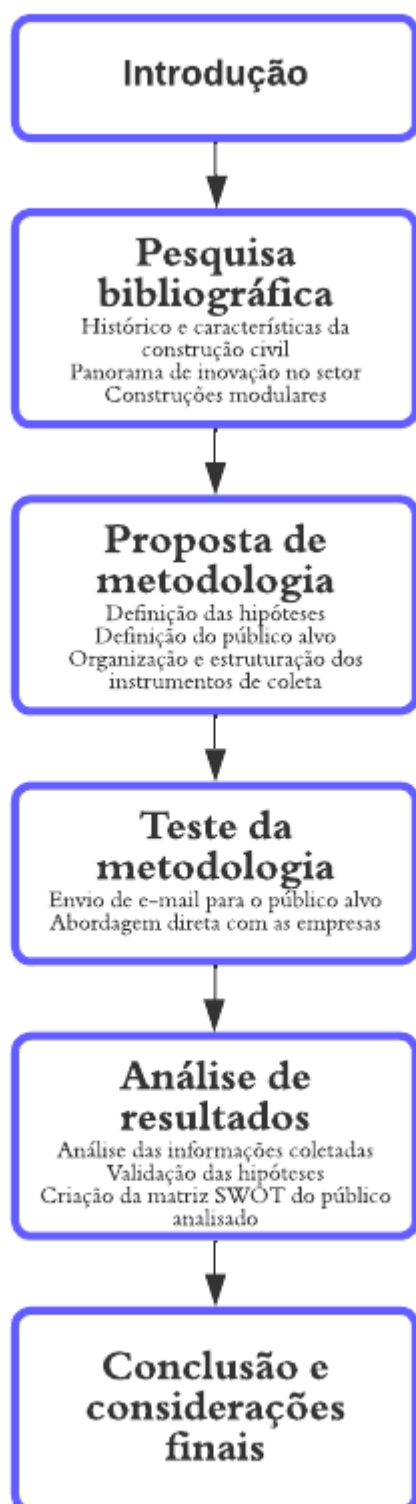 Introdução
Pesquisa
bibliográfica
Histórico e características da
construção civil
Panorama de inovação no setor
Construções modulares
Proposta de
metodologia
Definição das hipóteses
Definição do público alvo
Organização e estruturação dos
instrumentos de coleta
Teste da
metodologia
Envio de e-mail para o público alvo
Abordagem direta com as empresas
Análise de
resultados
Análise das informações coletadas
Validação das hipóteses
Criação da matriz SWOT do público
analisado
Conclusão e
considerações
finais